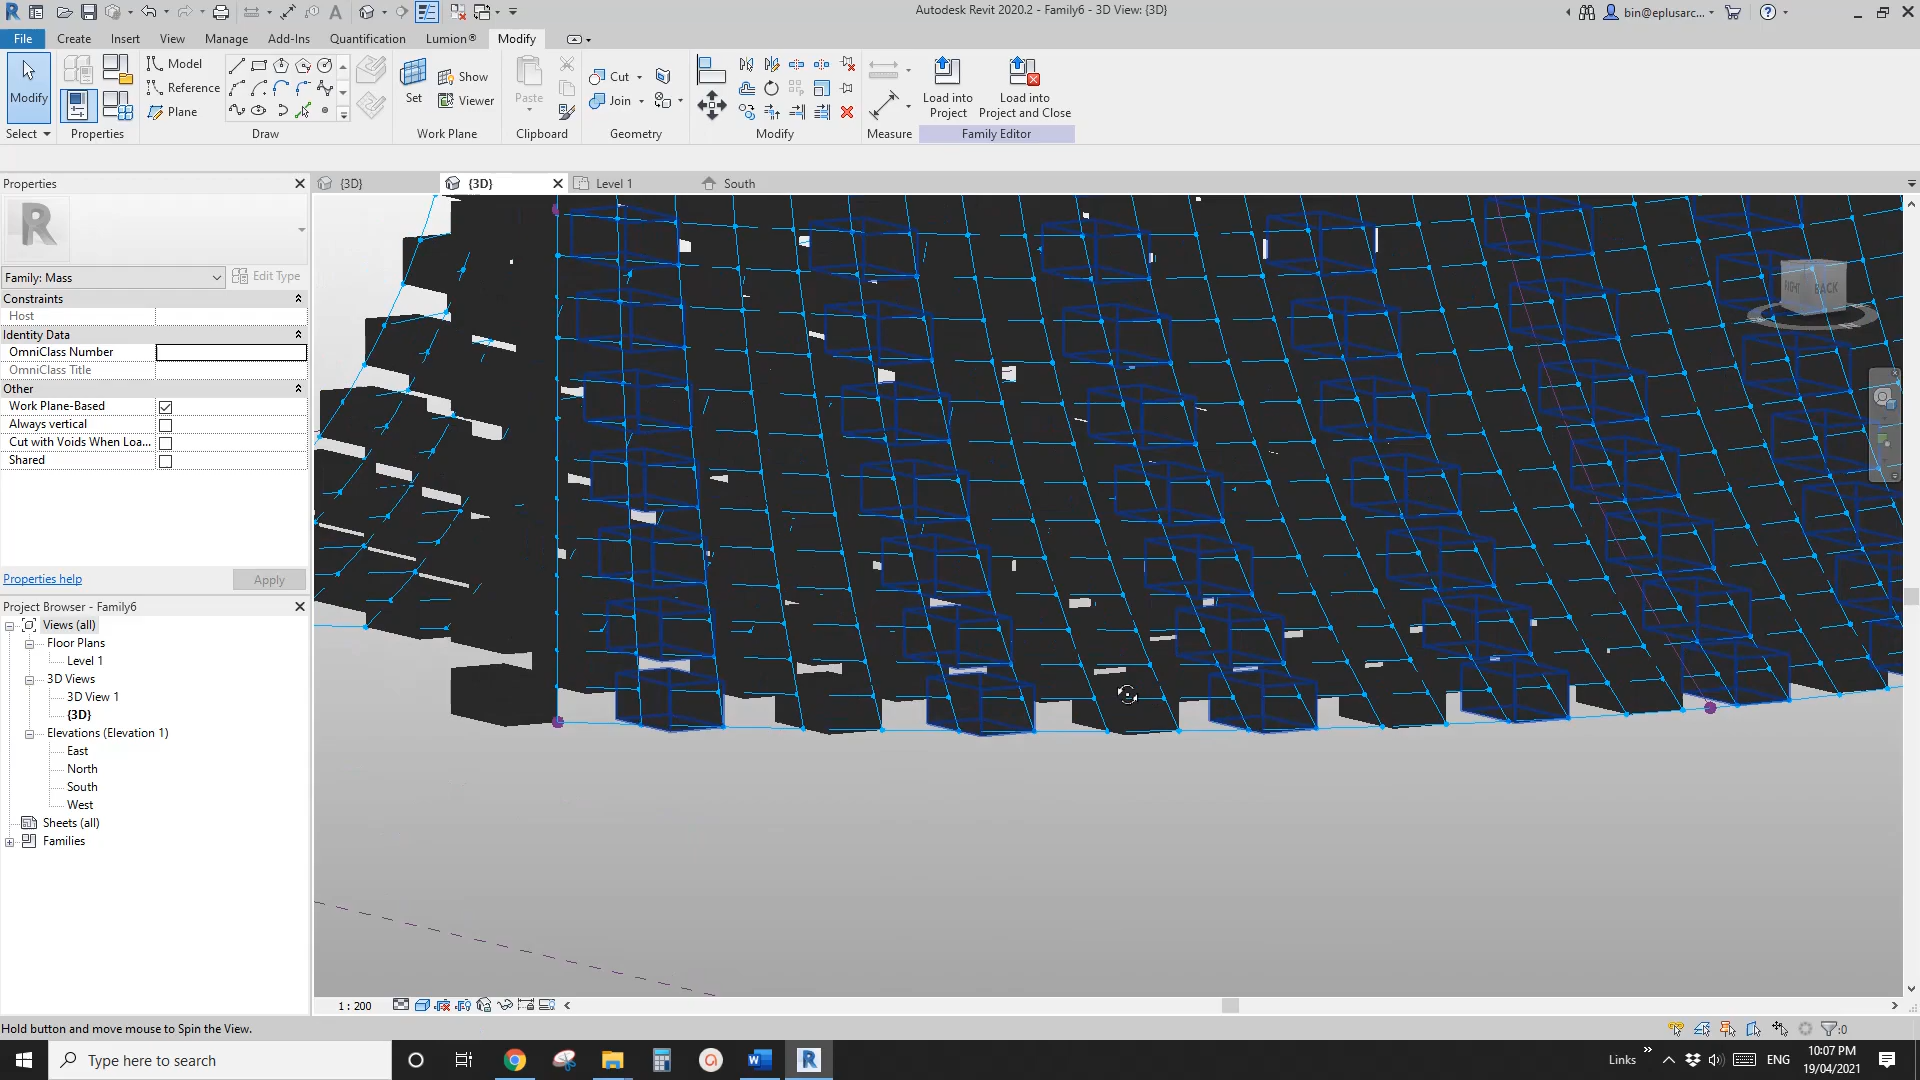 Autodesk Revit 2020.2 - Family6 - 3D View: {3D}
bin@eplusarc...
File
Create
Insert
View
Manage
Add-Ins
Quantification
Lumion®
Modify
Modify
Select
Properties
Model
Reference
Plane
Draw
Set
Show
Viewer
Work Plane
Paste
Clipboard
Cut
Join
Geometry
Modify
Measure
Load into
Project
Load into
Project and Close
Family Editor
Properties
{3D}
{3D}
Level 1
South
Family: Mass
Edit Type
Constraints
Host
Identity Data
OmniClass Number
OmniClass Title
Other
Work Plane-Based
Always vertical
Cut with Voids When Loa...
Shared
Properties help
Apply
Project Browser - Family6
Views (all)
Floor Plans
Level 1
3D Views
3D View 1
{3D}
Elevations (Elevation 1)
East
North
South
West
Sheets (all)
Families
RIGHT
BACK
1 : 200
Hold button and move mouse to Spin the View.
:0
Type here to search
Links
ENG
10:07 PM
19/04/2021